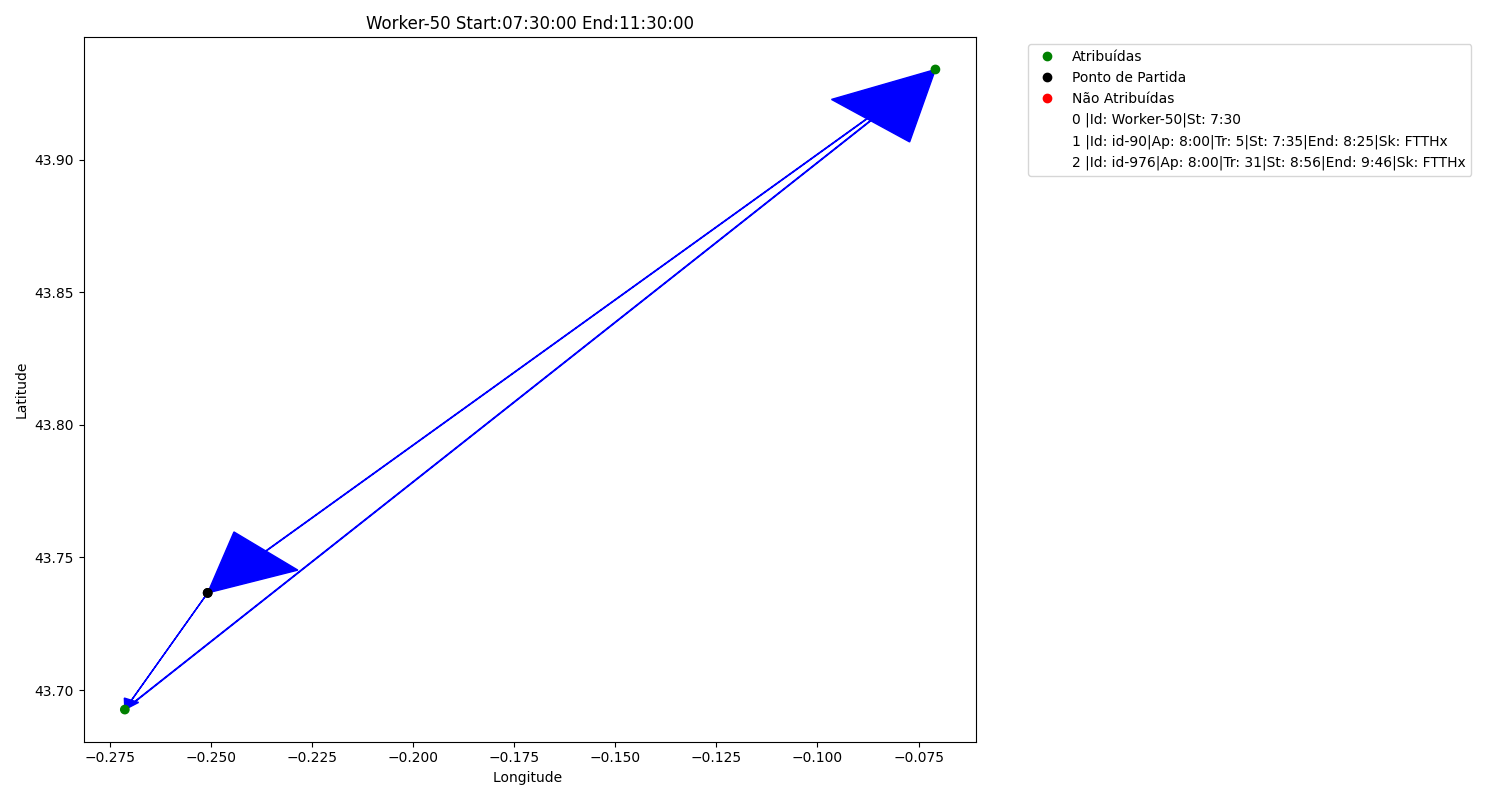 Worker-50 Start:07:30:00 End:11:30:00
Atribuídas
Ponto de Partida
Não Atribuídas
0 |Id: Worker-50|St: 7:30
1 |Id: id-90|Ap: 8:00|Tr: 5|St: 7:35|End: 8:25|Sk: FTTHx
2 |Id: id-976|Ap: 8:00|Tr: 31|St: 8:56|End: 9:46|Sk: FTTHx
Latitude
43.90
43.85
43.80
43.75
43.70
−0.275 −0.250 −0.225 −0.200 −0.175 −0.150 −0.125 −0.100 −0.075
Longitude